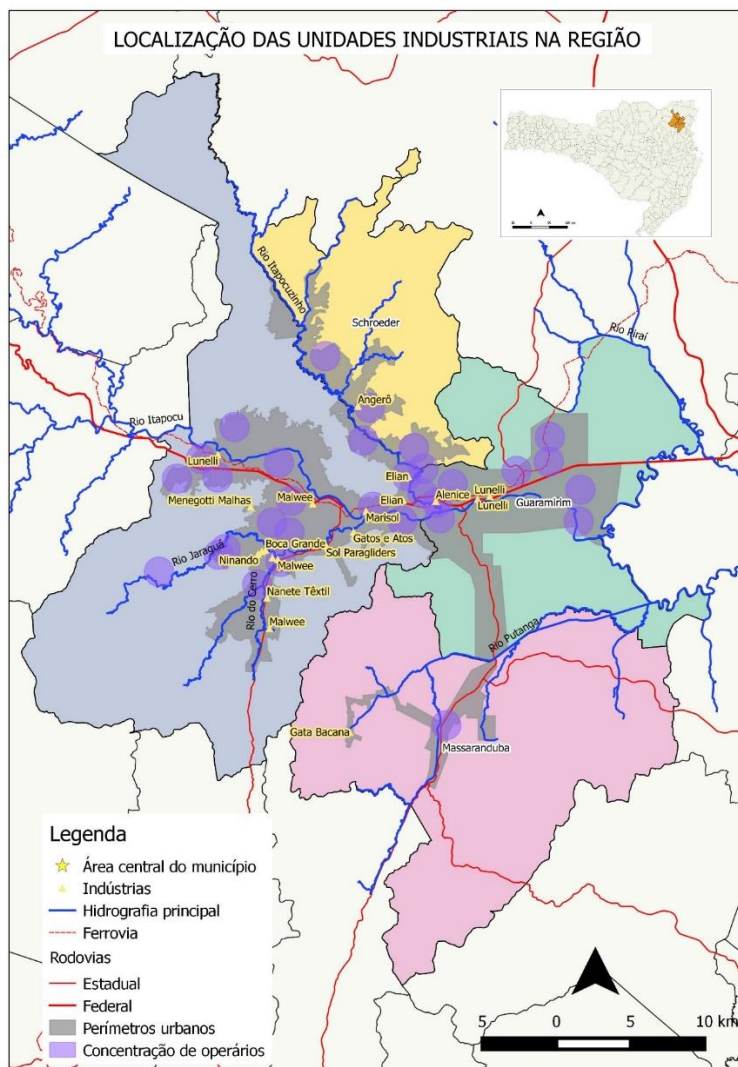 LOCALIZAÇÃO DAS UNIDADES INDUSTRIAIS NA REGIÃO
Rio Itapocuzinho
Schroeder
Rio Piraí
Angerô
Rio Itapocu
Lunelli
Elian
Menegotti Malhas
Malwee
Elian
Alenice
Lunelli
Lunelli
Guaramirim
Marisol
Gatos e Atos
Boca Grande
Sol Paragliders
Rio Jaraguá
Ninando
Malwee
Rio do Cerro
Nanete Têxtil
Malwee
Rio Putanga
Gata Bacana
Massaranduba
Legenda
Área central do município
Indústrias
Hidrografia principal
Ferrovia
Rodovias
Estadual
Federal
Perímetros urbanos
Concentração de operários
5 0 5 10 km